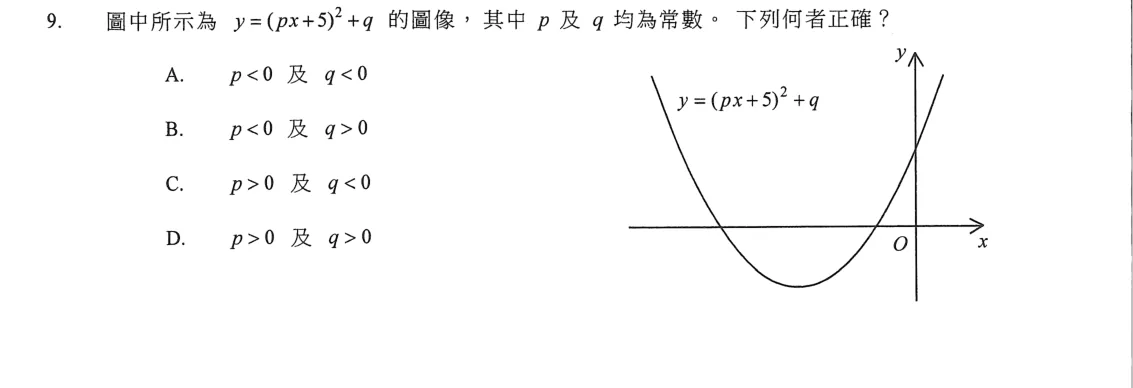 9. 圖中所示為 y=(px+5)²+q 的圖像，其中 p 及 q 均為常數。下列何者正確？
A. p<0 及 q<0
B. p<0 及 q>0
C. p>0 及 q<0
D. p>0 及 q>0
y
y=(px+5)²+q
O
x